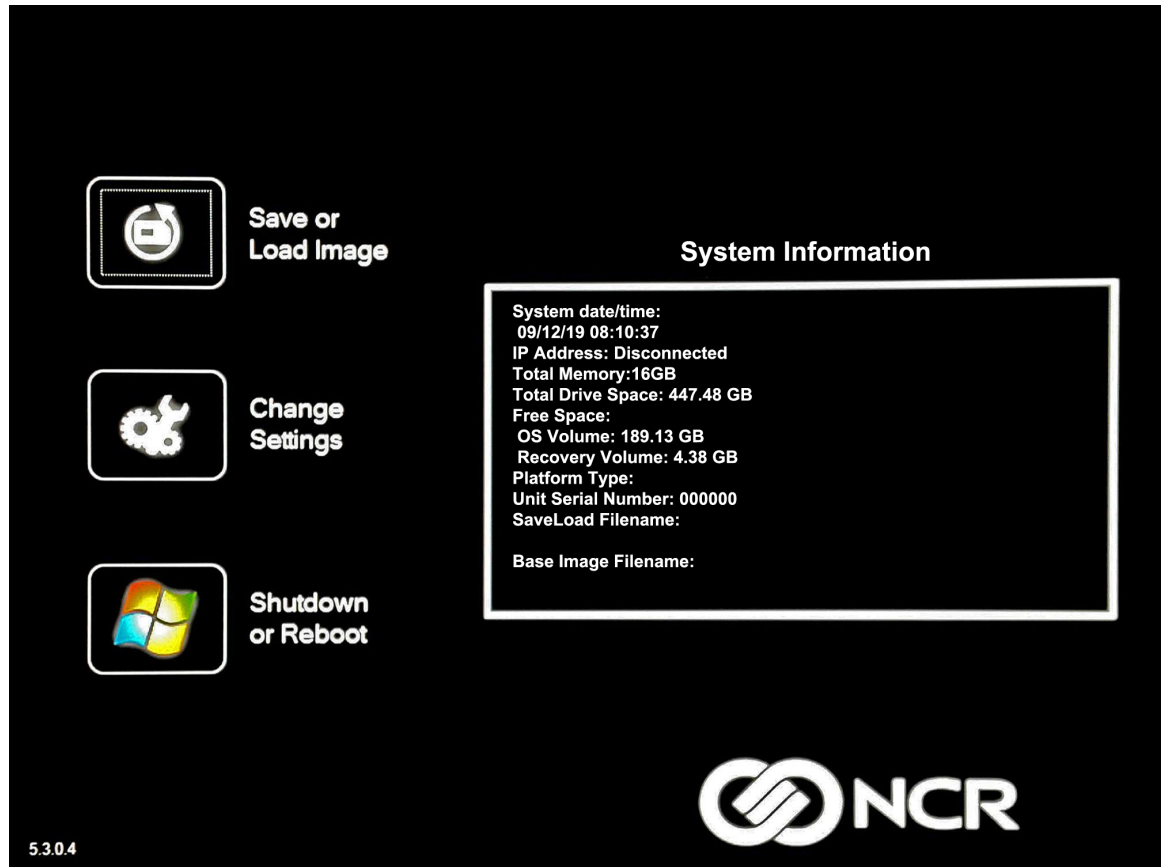 Save or
Load Image
Change
Settings
Shutdown
or Reboot
System Information
System date/time:
09/12/19 08:10:37
IP Address: Disconnected
Total Memory:16GB
Total Drive Space: 447.48 GB
Free Space:
OS Volume: 189.13 GB
Recovery Volume: 4.38 GB
Platform Type:
Unit Serial Number: 000000
SaveLoad Filename:
Base Image Filename:
NCR
5.3.0.4